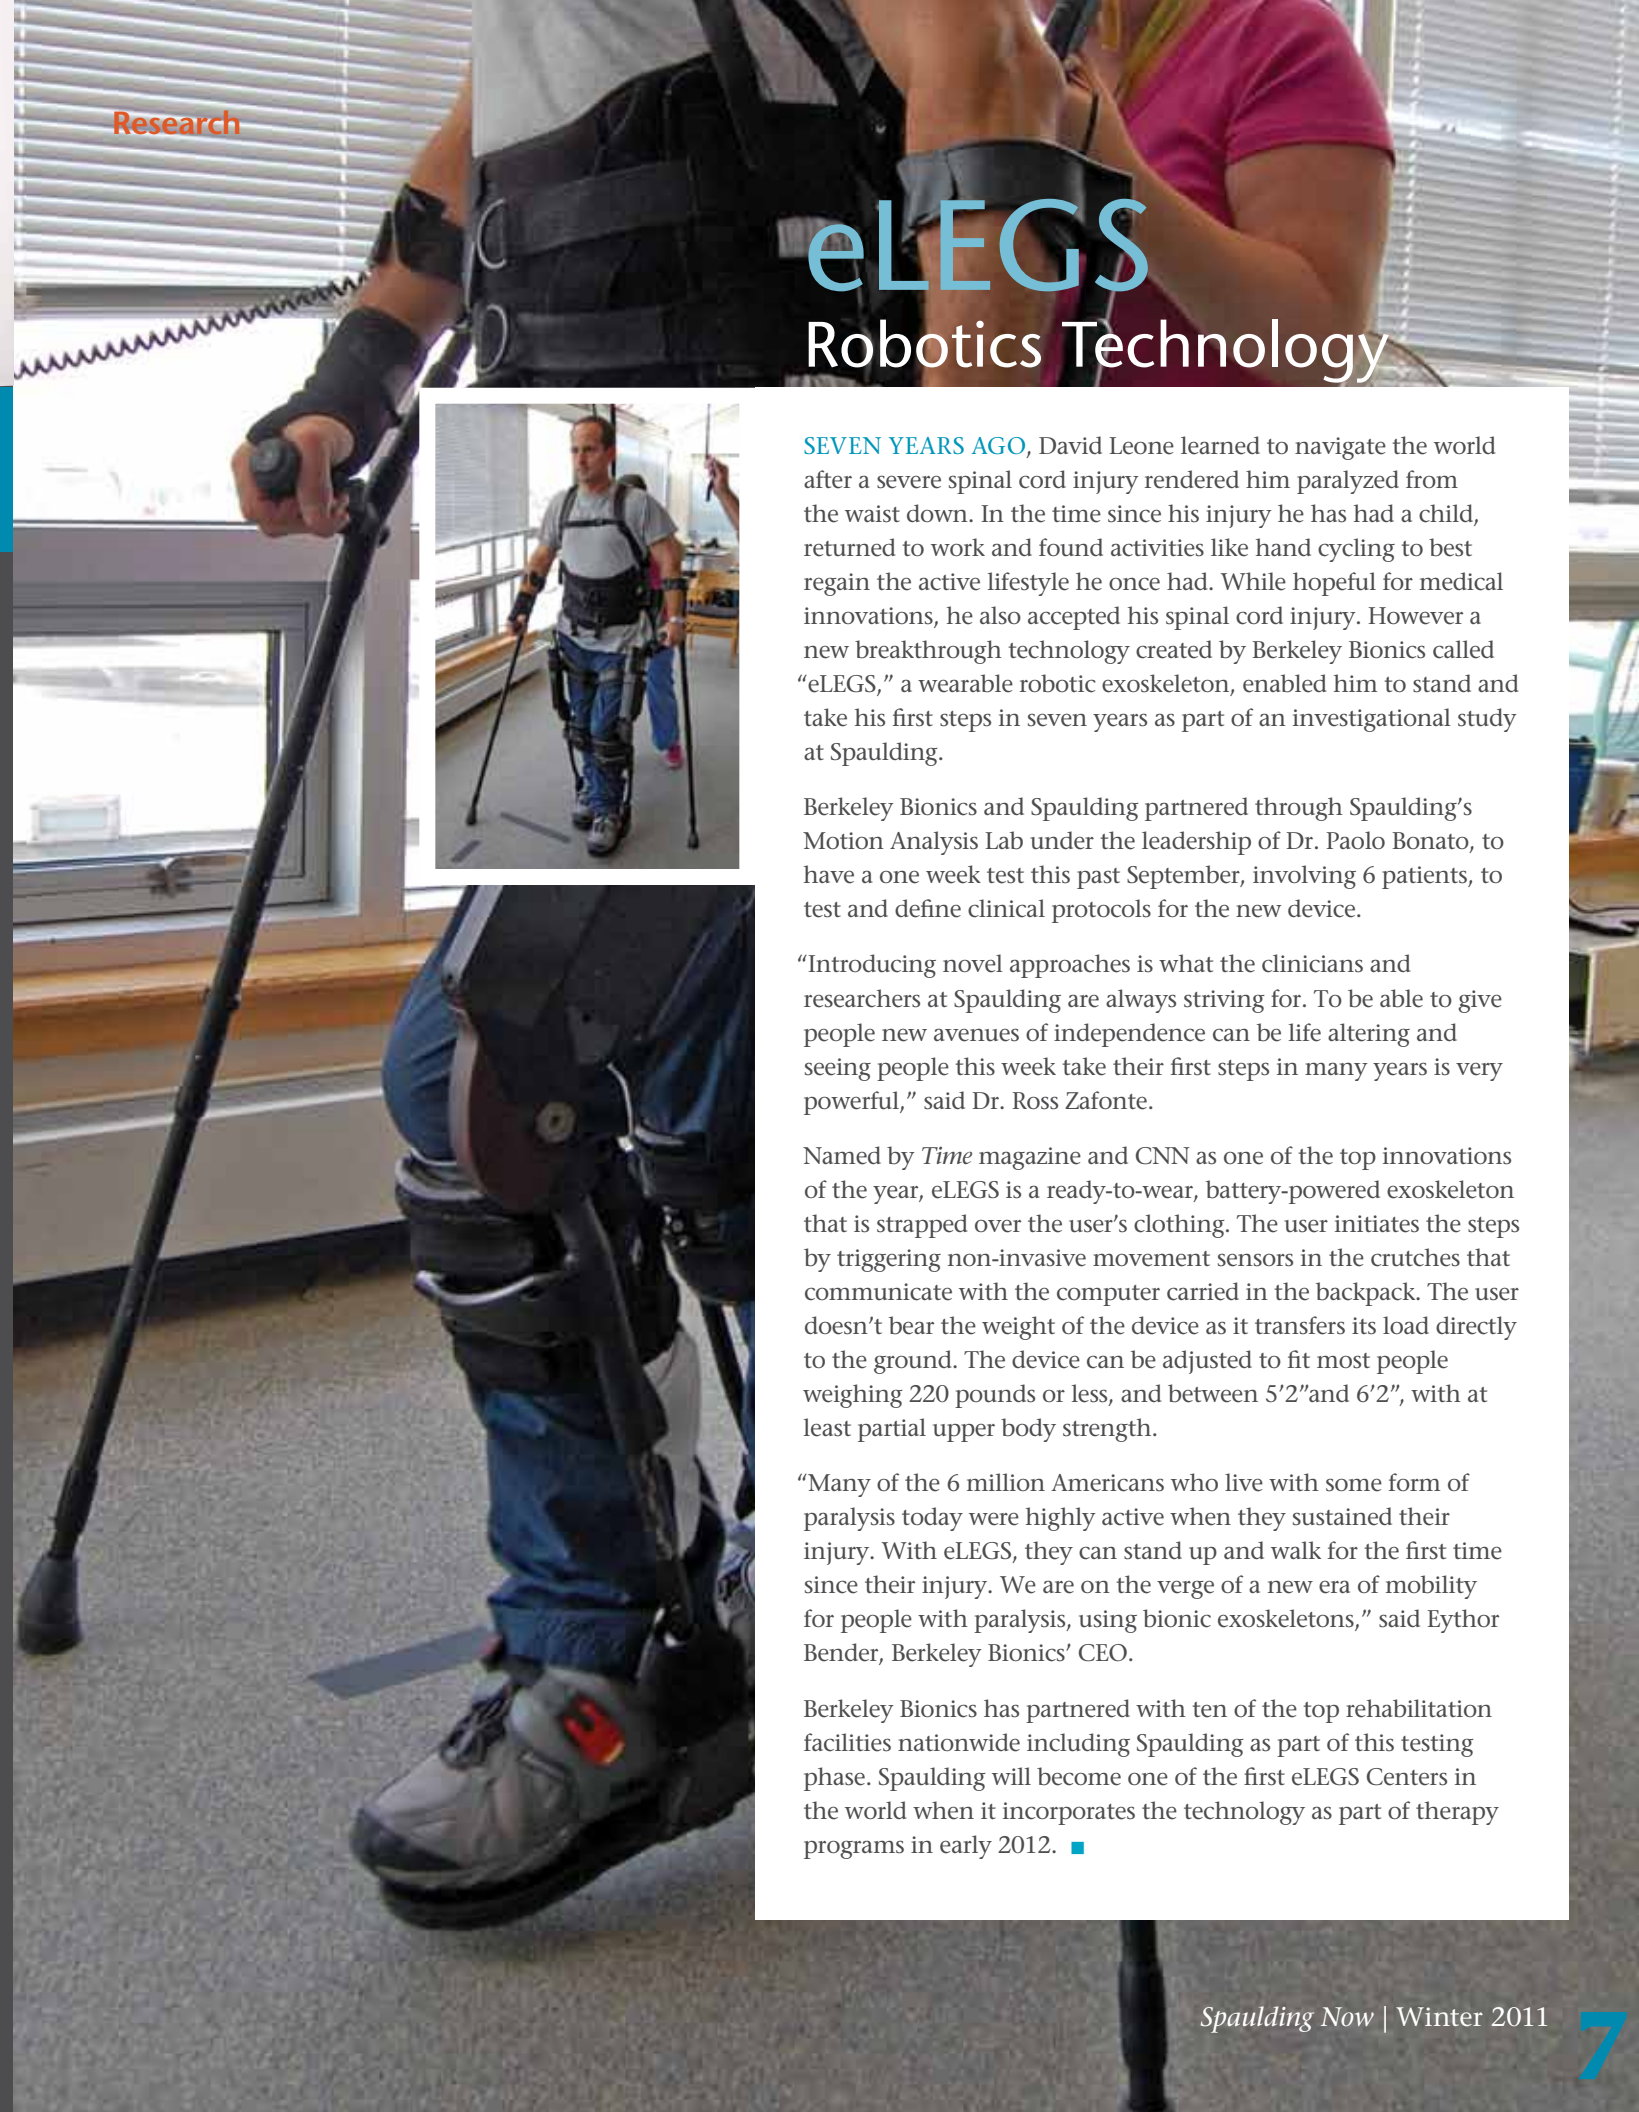 Research
eLEGS
Robotics Technology
SEVEN YEARS AGO, David Leone learned to navigate the world
after a severe spinal cord injury rendered him paralyzed from
the waist down. In the time since his injury he has had a child,
returned to work and found activities like hand cycling to best
regain the active lifestyle he once had. While hopeful for medical
innovations, he also accepted his spinal cord injury. However a
new breakthrough technology created by Berkeley Bionics called
“eLEGS,” a wearable robotic exoskeleton, enabled him to stand and
take his first steps in seven years as part of an investigational study
at Spaulding.
Berkeley Bionics and Spaulding partnered through Spaulding’s
Motion Analysis Lab under the leadership of Dr. Paolo Bonato, to
have a one week test this past September, involving 6 patients, to
test and define clinical protocols for the new device.
“Introducing novel approaches is what the clinicians and
researchers at Spaulding are always striving for. To be able to give
people new avenues of independence can be life altering and
seeing people this week take their first steps in many years is very
powerful,” said Dr. Ross Zafonte.
Named by Time magazine and CNN as one of the top innovations
of the year, eLEGS is a ready-to-wear, battery-powered exoskeleton
that is strapped over the user’s clothing. The user initiates the steps
by triggering non-invasive movement sensors in the crutches that
communicate with the computer carried in the backpack. The user
doesn’t bear the weight of the device as it transfers its load directly
to the ground. The device can be adjusted to fit most people
weighing 220 pounds or less, and between 5’2”and 6’2”, with at
least partial upper body strength.
“Many of the 6 million Americans who live with some form of
paralysis today were highly active when they sustained their
injury. With eLEGS, they can stand up and walk for the first time
since their injury. We are on the verge of a new era of mobility
for people with paralysis, using bionic exoskeletons,” said Eythor
Bender, Berkeley Bionics’ CEO.
Berkeley Bionics has partnered with ten of the top rehabilitation
facilities nationwide including Spaulding as part of this testing
phase. Spaulding will become one of the first eLEGS Centers in
the world when it incorporates the technology as part of therapy
programs in early 2012.
Spaulding Now | Winter 2011 7